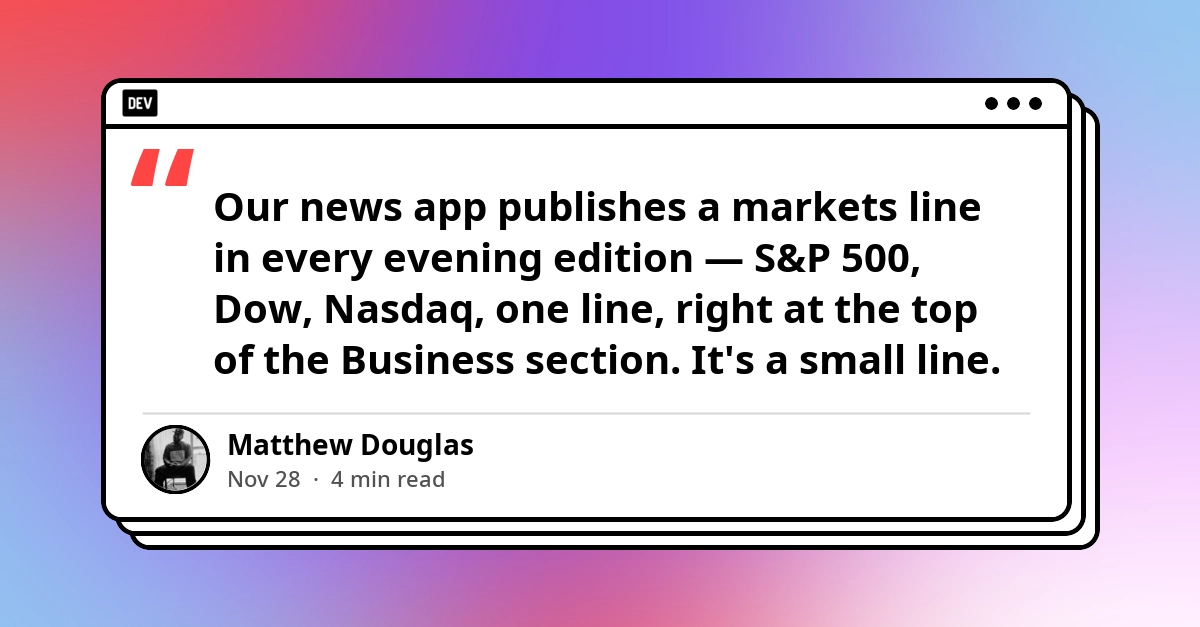 DEV
Our news app publishes a markets line
in every evening edition — S&P 500,
Dow, Nasdaq, one line, right at the top
of the Business section. It's a small line.
Matthew Douglas
Nov 28 · 4 min read